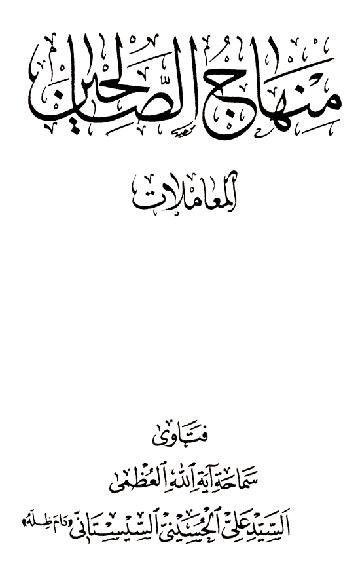 منهاج الصالحين
المعاملات
فتاوى
سماحة آية الله العظمى
السيد علي الحسيني السيستاني «دام ظله»